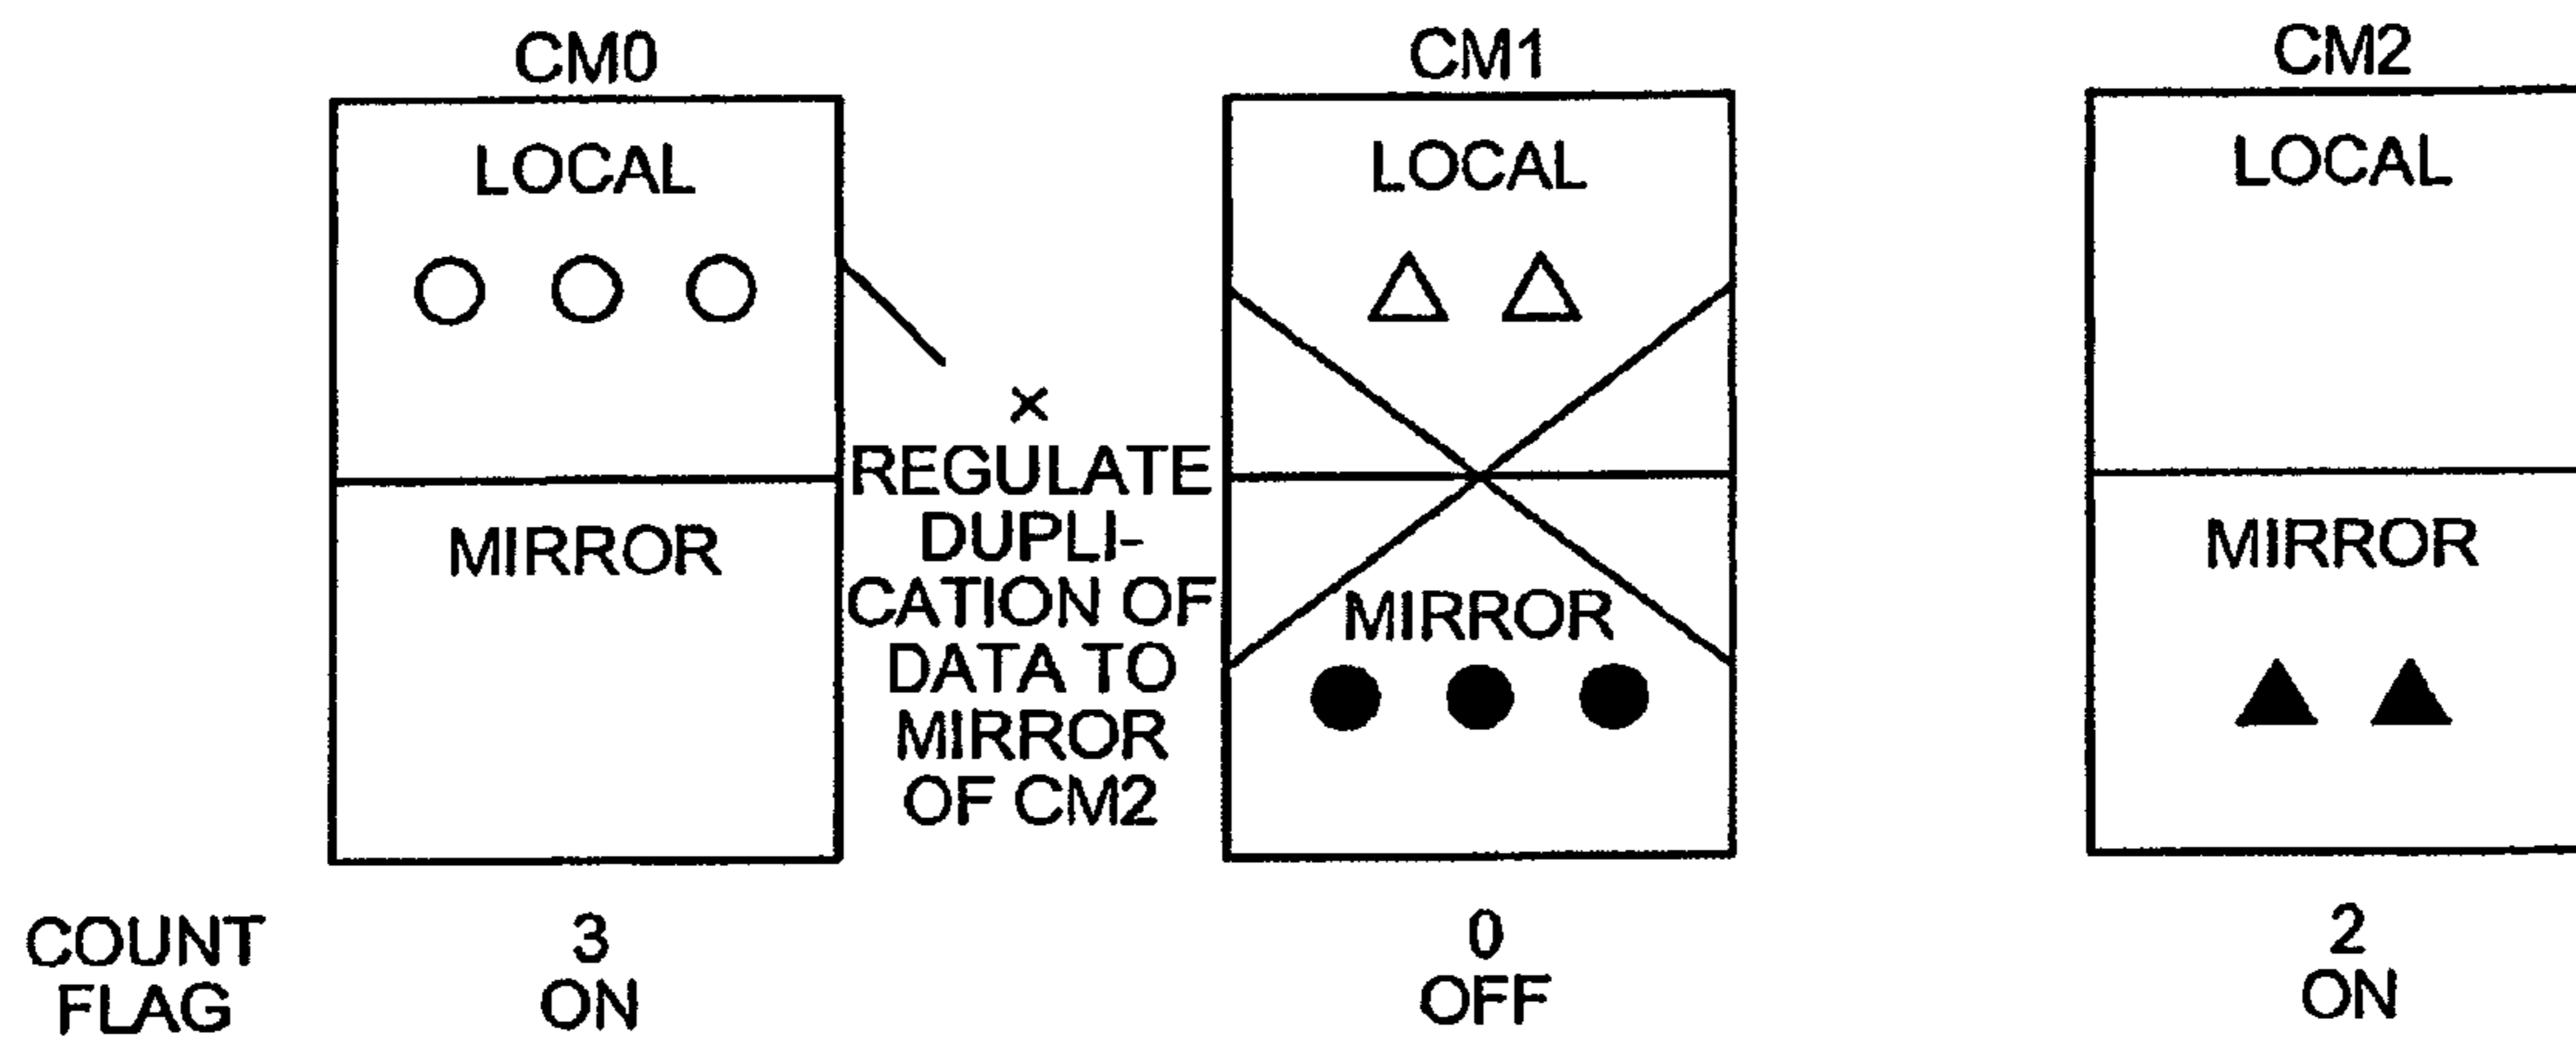 CM0
CM1
CM2
LOCAL
LOCAL
LOCAL
×
REGULATE
DUPLI-
CATION OF
DATA TO
MIRROR
OF CM2
MIRROR
MIRROR
MIRROR
COUNT 3 0 2
FLAG ON OFF ON